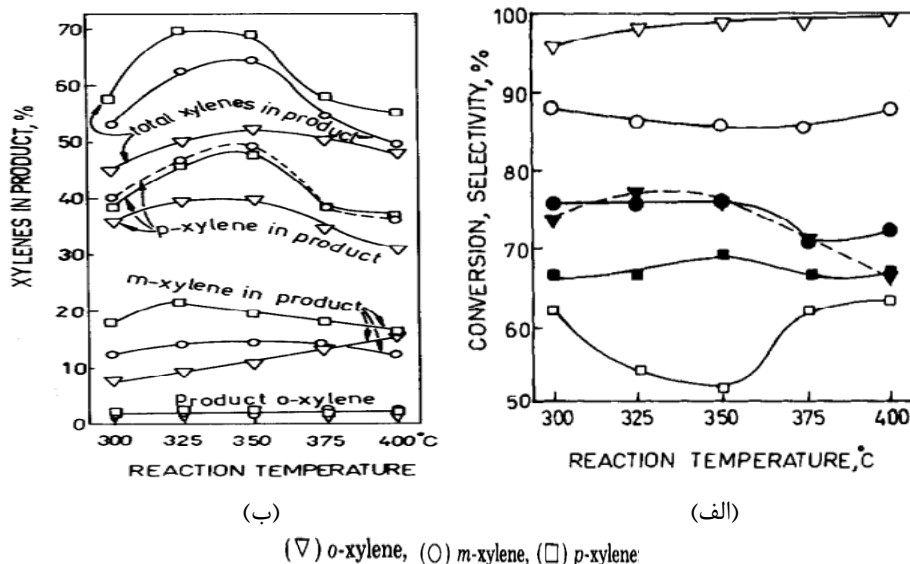 70
60
50
40
30
20
10
0
XYLENES IN PRODUCT, %
total xylenes in product
p-xylene in product
m-xylene in product
Product o-xylene
300 325 350 375 400°C
REACTION TEMPERATURE
(ب)
100
90
80
70
60
50
CONVERSION, SELECTIVITY, %
300 325 350 375 400
REACTION TEMPERATURE,°C
(الف)
(▽) o-xylene, (○) m-xylene, (□) p-xylene